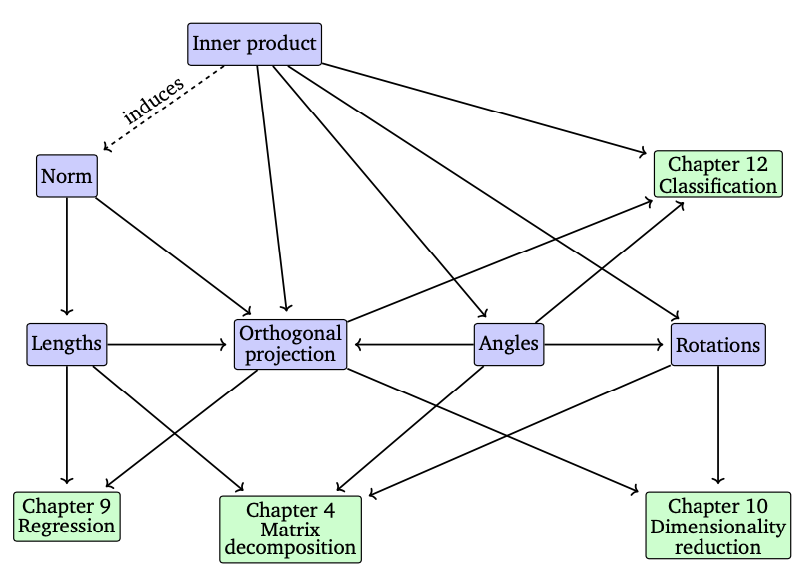 Inner product
induces
Norm
Chapter 12
Classification
Lengths
Orthogonal
projection
Angles
Rotations
Chapter 9
Regression
Chapter 4
Matrix
decomposition
Chapter 10
Dimensionality
reduction